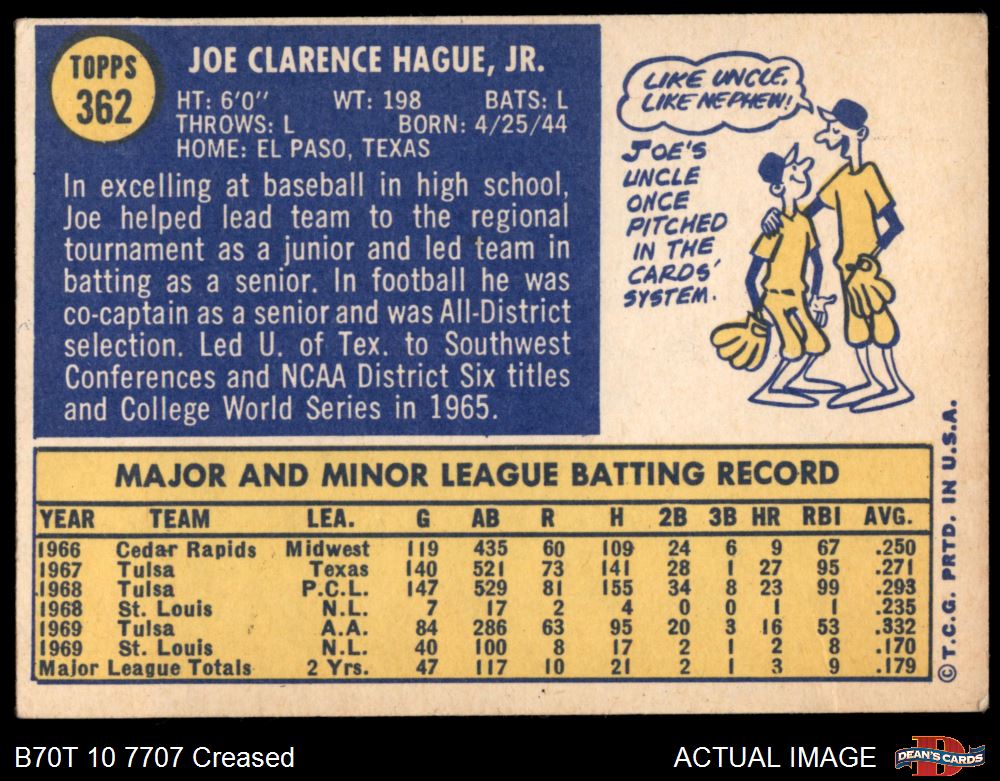 TOPPS
362
JOE CLARENCE HAGUE, JR.
HT: 6'0" WT: 198 BATS: L
THROWS: L BORN: 4/25/44
HOME: EL PASO, TEXAS
In excelling at baseball in high school,
Joe helped lead team to the regional
tournament as a junior and led team in
batting as a senior. In football he was
co-captain as a senior and was All-District
selection. Led U. of Tex. to Southwest
Conferences and NCAA District Six titles
and College World Series in 1965.
LIKE UNCLE,
LIKE NEPHEW!
JOE'S
UNCLE
ONCE
PITCHED
IN THE
CARDS'
SYSTEM.
MAJOR AND MINOR LEAGUE BATTING RECORD
YEAR TEAM LEA. G AB R H 2B 3B HR RBI AVG.
1966 Cedar Rapids Midwest 119 435 60 109 24 6 9 67 .250
1967 Tulsa Texas 140 521 73 141 28 1 27 95 .271
1968 Tulsa P.C.L. 147 529 81 155 34 8 23 99 .293
1968 St. Louis N.L. 7 17 2 4 0 0 1 1 .235
1969 Tulsa A.A. 84 286 63 95 20 3 16 53 .332
1969 St. Louis N.L. 40 100 8 17 2 1 2 8 .170
Major League Totals 2 Yrs. 47 117 10 21 2 1 3 9 .179
© T.C.G. PRTD. IN U.S.A.
B70T 10 7707 Creased
ACTUAL IMAGE
D
DEAN'S CARDS